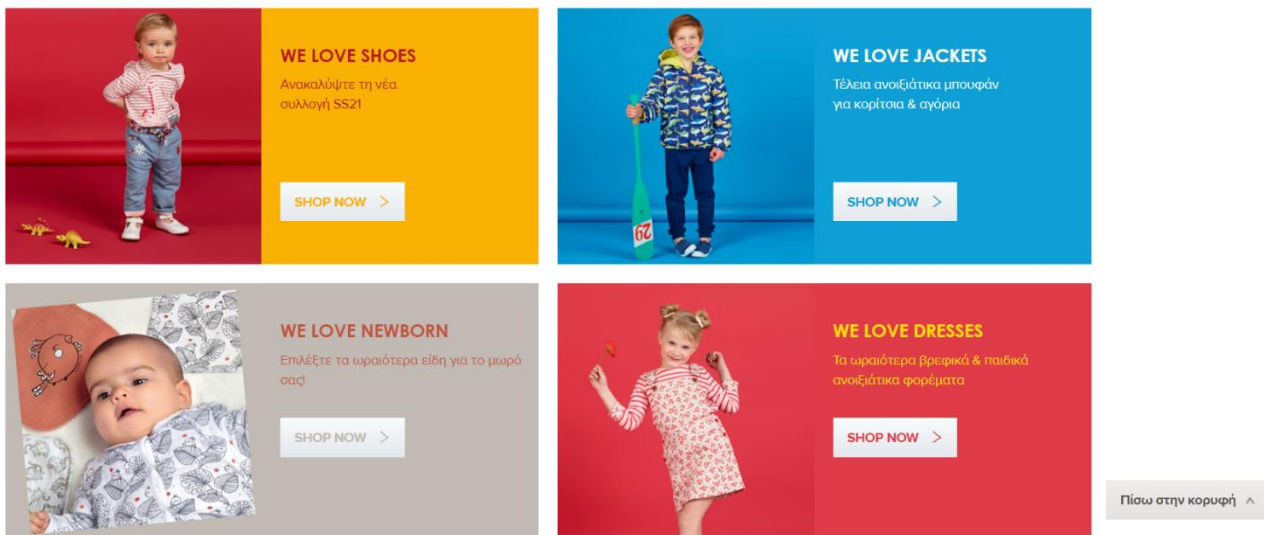 WE LOVE SHOES
Ανακαλύψτε τη νέα
συλλογή SS21
SHOP NOW
WE LOVE JACKETS
Τέλεια ανοιξιάτικα μπουφάν
για κορίτσια & αγόρια
SHOP NOW
29
WE LOVE NEWBORN
Επιλέξτε τα ωραιότερα είδη για το μωρό
σας!
SHOP NOW
WE LOVE DRESSES
Τα ωραιότερα βρεφικά & παιδικά
ανοιξιάτικα φορέματα
SHOP NOW
Πίσω στην κορυφή